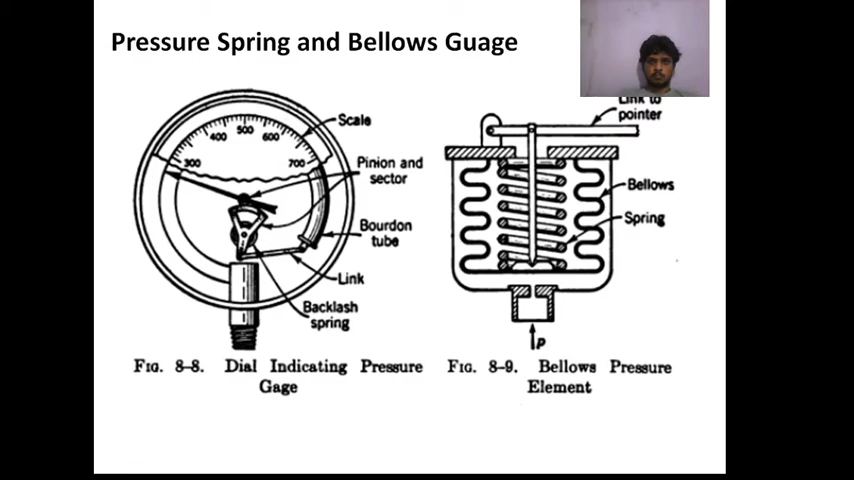 Pressure Spring and Bellows Guage
Scale
400
500
600
300
700
Pinion and
sector
Bourdon
tube
Link
Backlash
spring
FIG. 8-8. Dial Indicating Pressure
Gage
Link to
pointer
Bellows
Spring
p
FIG. 8-9. Bellows Pressure
Element